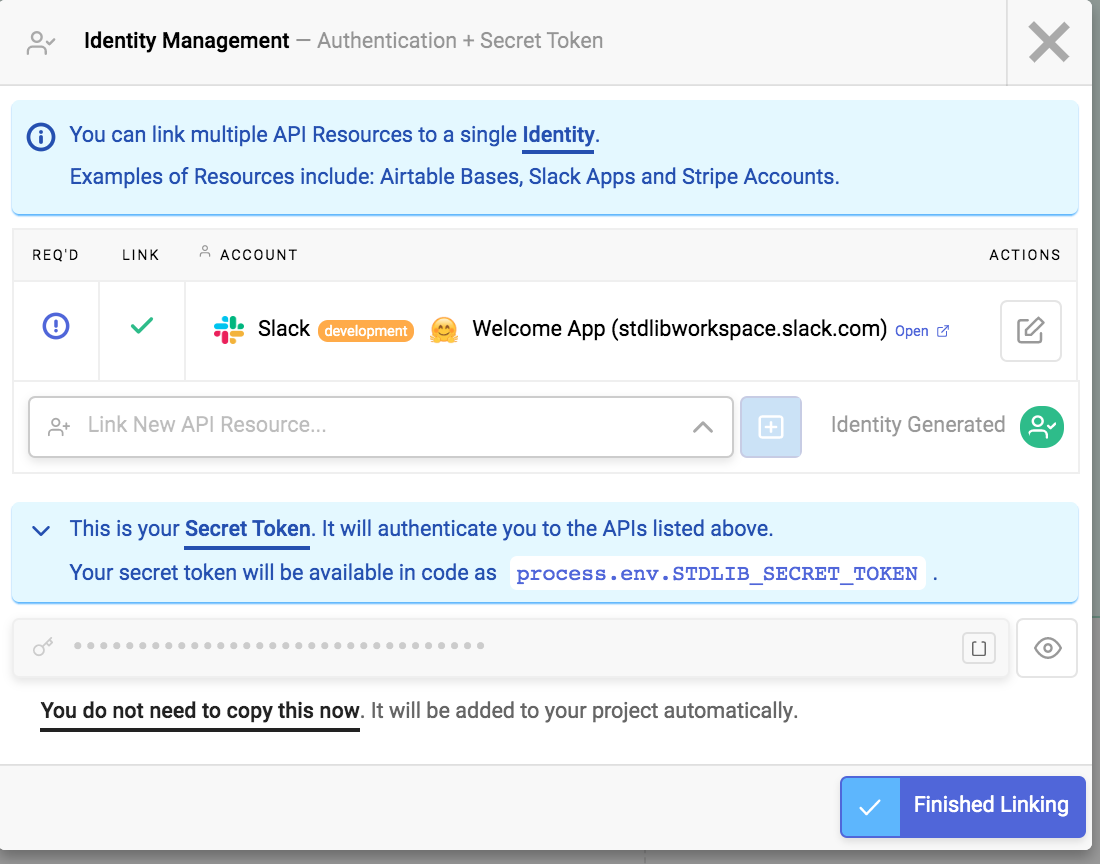 Identity Management — Authentication + Secret Token
You can link multiple API Resources to a single Identity.
Examples of Resources include: Airtable Bases, Slack Apps and Stripe Accounts.
REQ'D LINK ACCOUNT ACTIONS
Slack development 🤗 Welcome App (stdlibworkspace.slack.com) Open
Link New API Resource... Identity Generated
This is your Secret Token. It will authenticate you to the APIs listed above.
Your secret token will be available in code as process.env.STDLIB_SECRET_TOKEN .
••••••••••••••••••••••••••••••••
You do not need to copy this now. It will be added to your project automatically.
Finished Linking